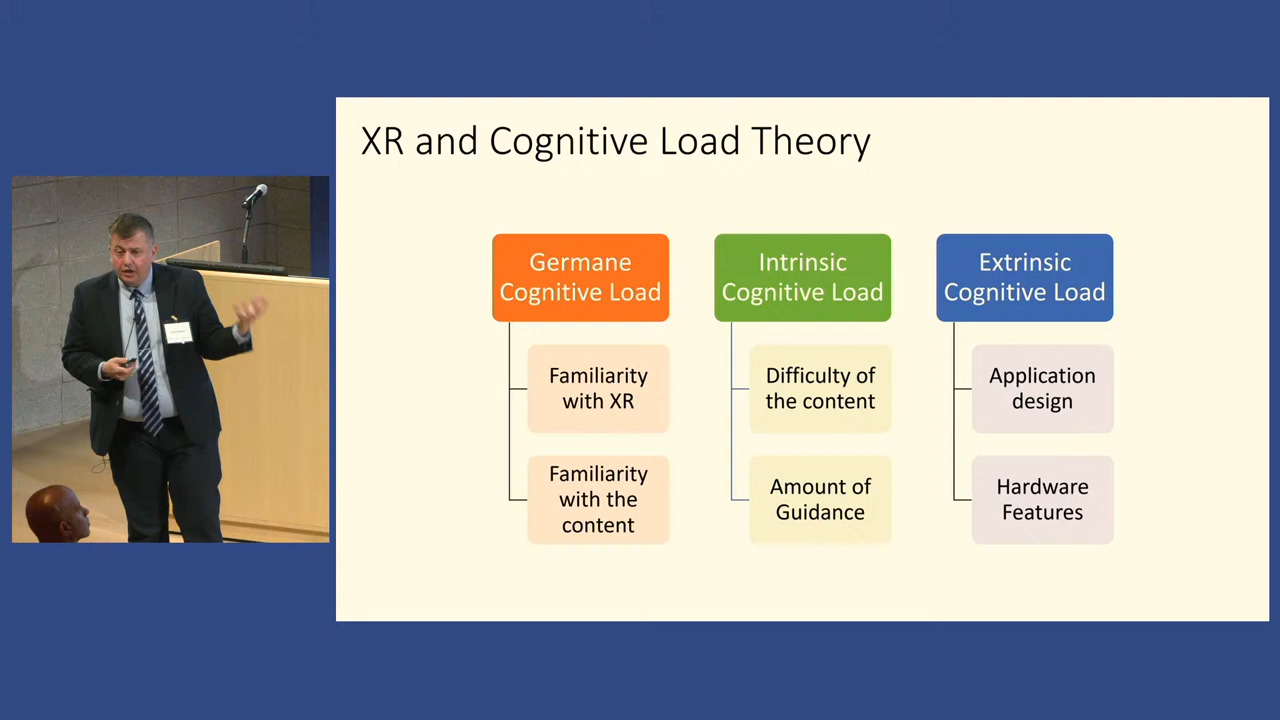 XR and Cognitive Load Theory
Germane
Cognitive Load
Familiarity
with XR
Familiarity
with the
content
Intrinsic
Cognitive Load
Difficulty of
the content
Amount of
Guidance
Extrinsic
Cognitive Load
Application
design
Hardware
Features